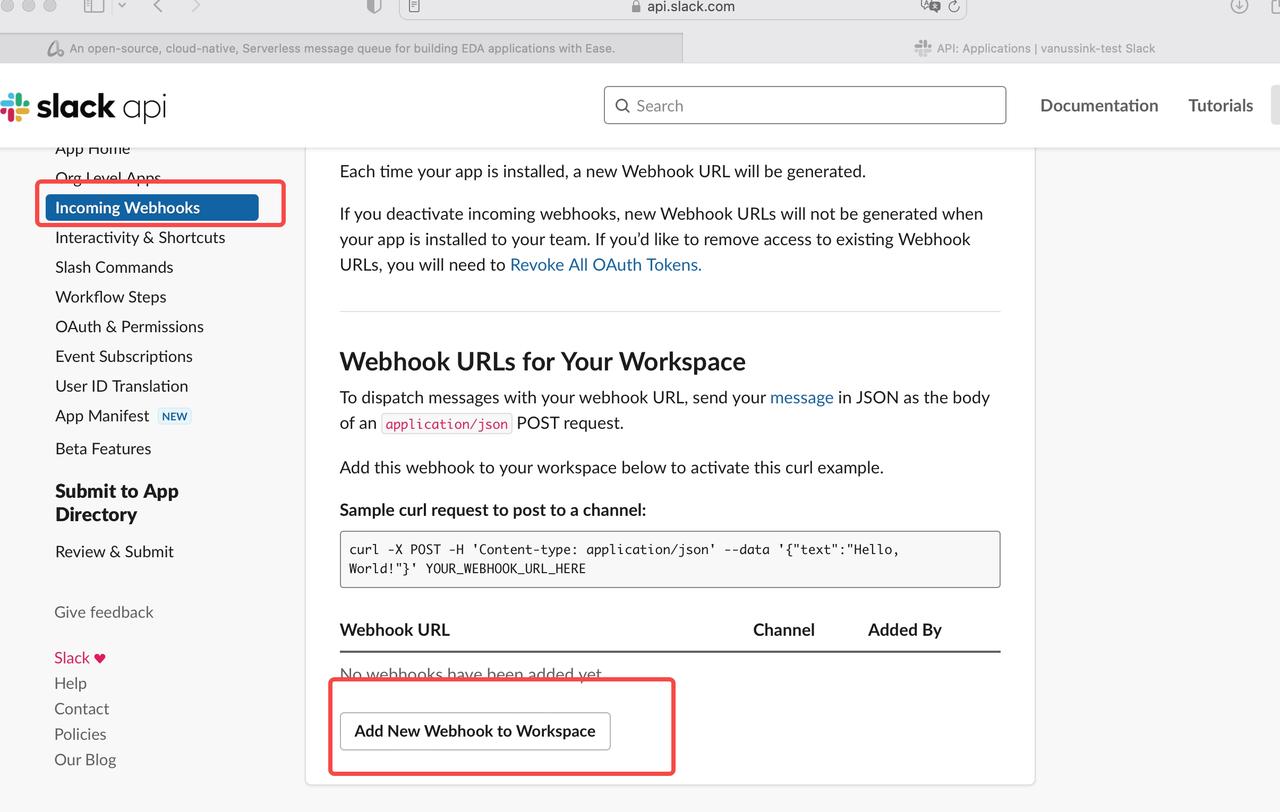 api.slack.com
An open-source, cloud-native, Serverless message queue for building EDA applications with Ease.
API: Applications | vanussink-test Slack
slack api
Search
Documentation
Tutorials
App Home
Org Level Apps
Incoming Webhooks
Interactivity & Shortcuts
Slash Commands
Workflow Steps
OAuth & Permissions
Event Subscriptions
User ID Translation
App Manifest NEW
Beta Features
Submit to App
Directory
Review & Submit
Give feedback
Slack ♥
Help
Contact
Policies
Our Blog
Each time your app is installed, a new Webhook URL will be generated.
If you deactivate incoming webhooks, new Webhook URLs will not be generated when
your app is installed to your team. If you’d like to remove access to existing Webhook
URLs, you will need to Revoke All OAuth Tokens.
Webhook URLs for Your Workspace
To dispatch messages with your webhook URL, send your message in JSON as the body
of an application/json POST request.
Add this webhook to your workspace below to activate this curl example.
Sample curl request to post to a channel:
curl -X POST -H 'Content-type: application/json' --data '{"text":"Hello,
World!"}' YOUR_WEBHOOK_URL_HERE
Webhook URL
Channel
Added By
No webhooks have been added yet
Add New Webhook to Workspace